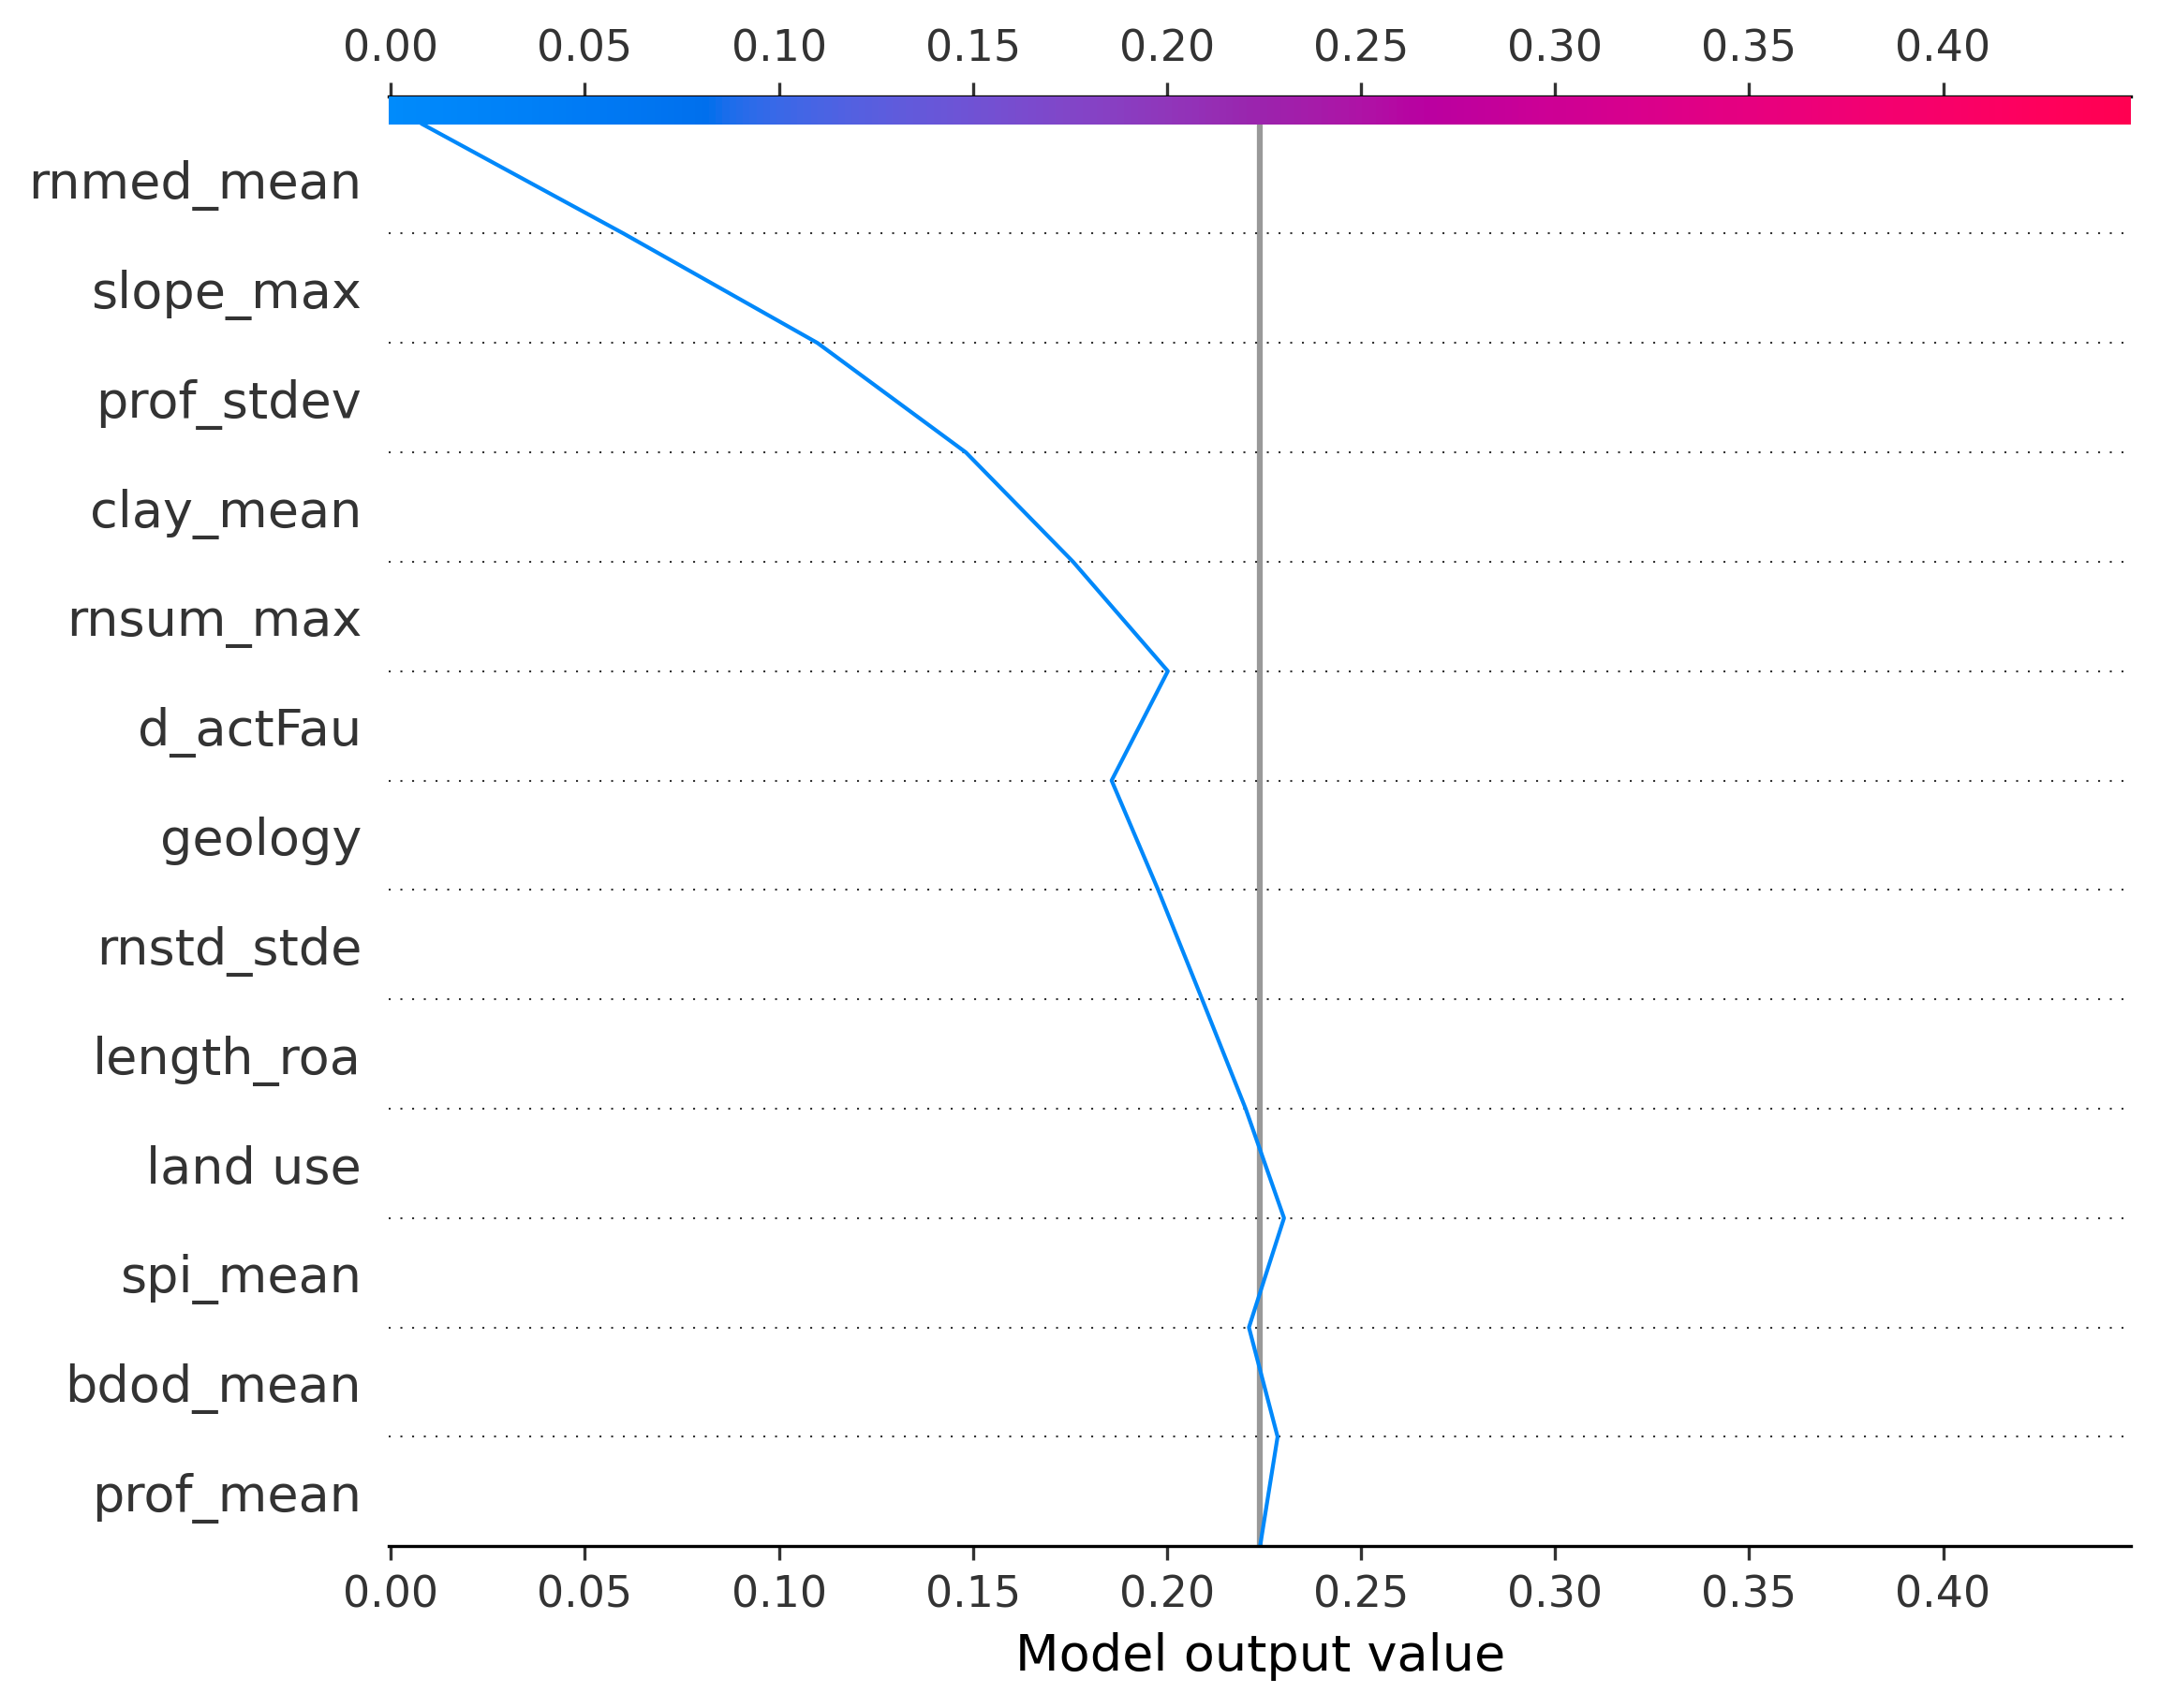 0.00 0.05 0.10 0.15 0.20 0.25 0.30 0.35 0.40
rnmed_mean
slope_max
prof_stdev
clay_mean
rnsum_max
d_actFau
geology
rnstd_stde
length_roa
land use
spi_mean
bdod_mean
prof_mean
0.00 0.05 0.10 0.15 0.20 0.25 0.30 0.35 0.40
Model output value